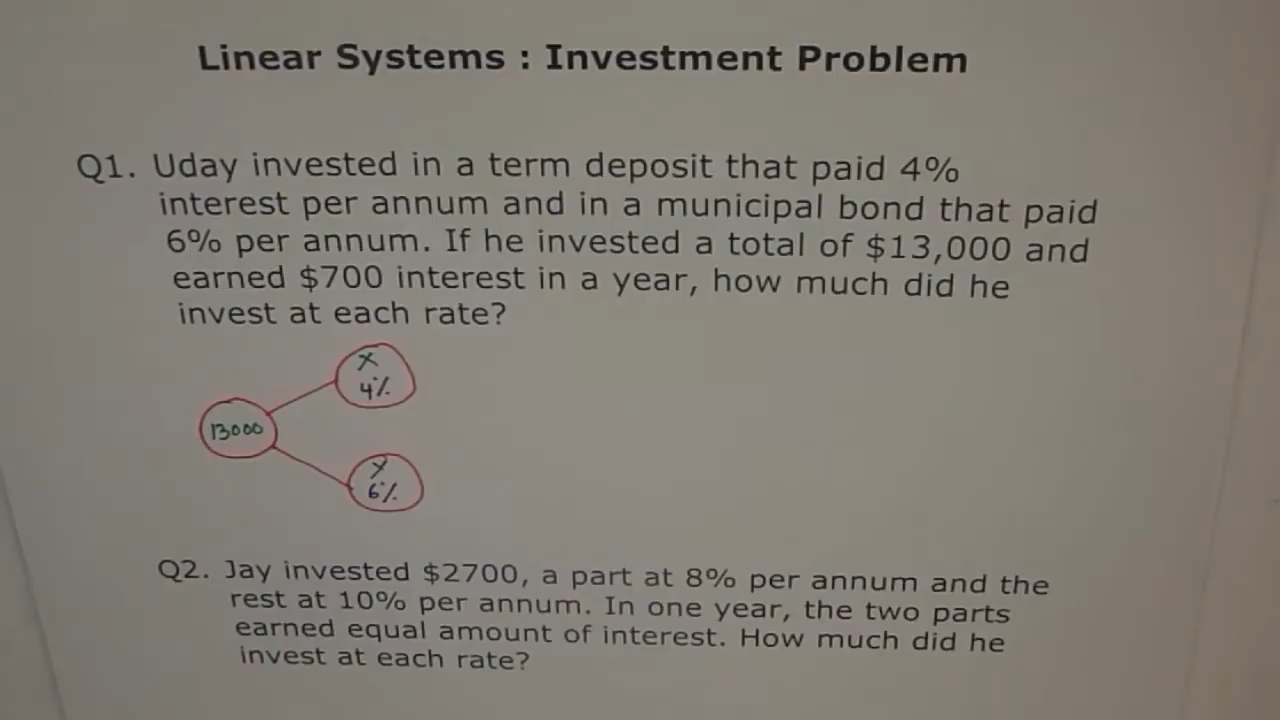 Linear Systems : Investment Problem
Q1. Uday invested in a term deposit that paid 4%
interest per annum and in a municipal bond that paid
6% per annum. If he invested a total of $13,000 and
earned $700 interest in a year, how much did he
invest at each rate?
x
4%
13000
y
6%
Q2. Jay invested $2700, a part at 8% per annum and the
rest at 10% per annum. In one year, the two parts
earned equal amount of interest. How much did he
invest at each rate?